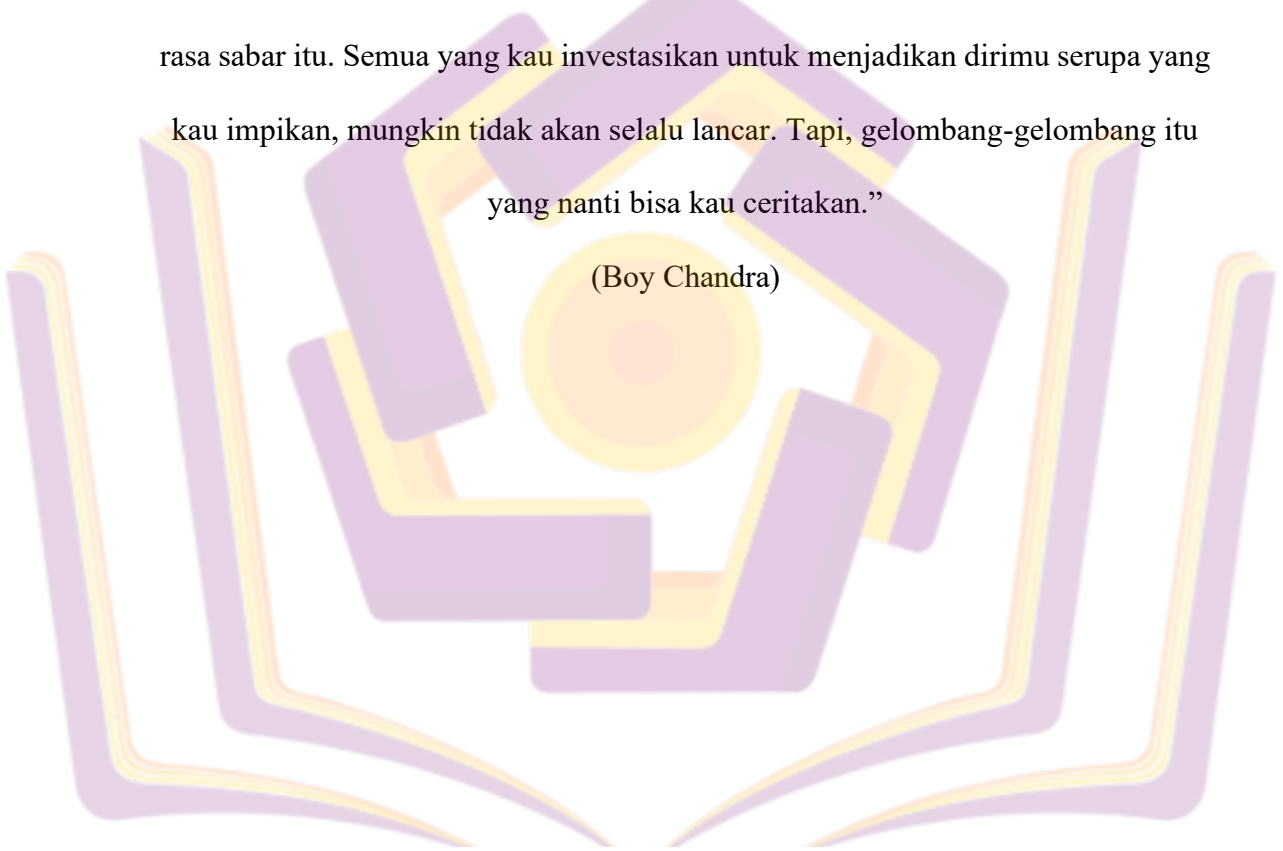 rasa sabar itu. Semua yang kau investasikan untuk menjadikan dirimu serupa yang
kau impikan, mungkin tidak akan selalu lancar. Tapi, gelombang-gelombang itu
yang nanti bisa kau ceritakan.”
(Boy Chandra)